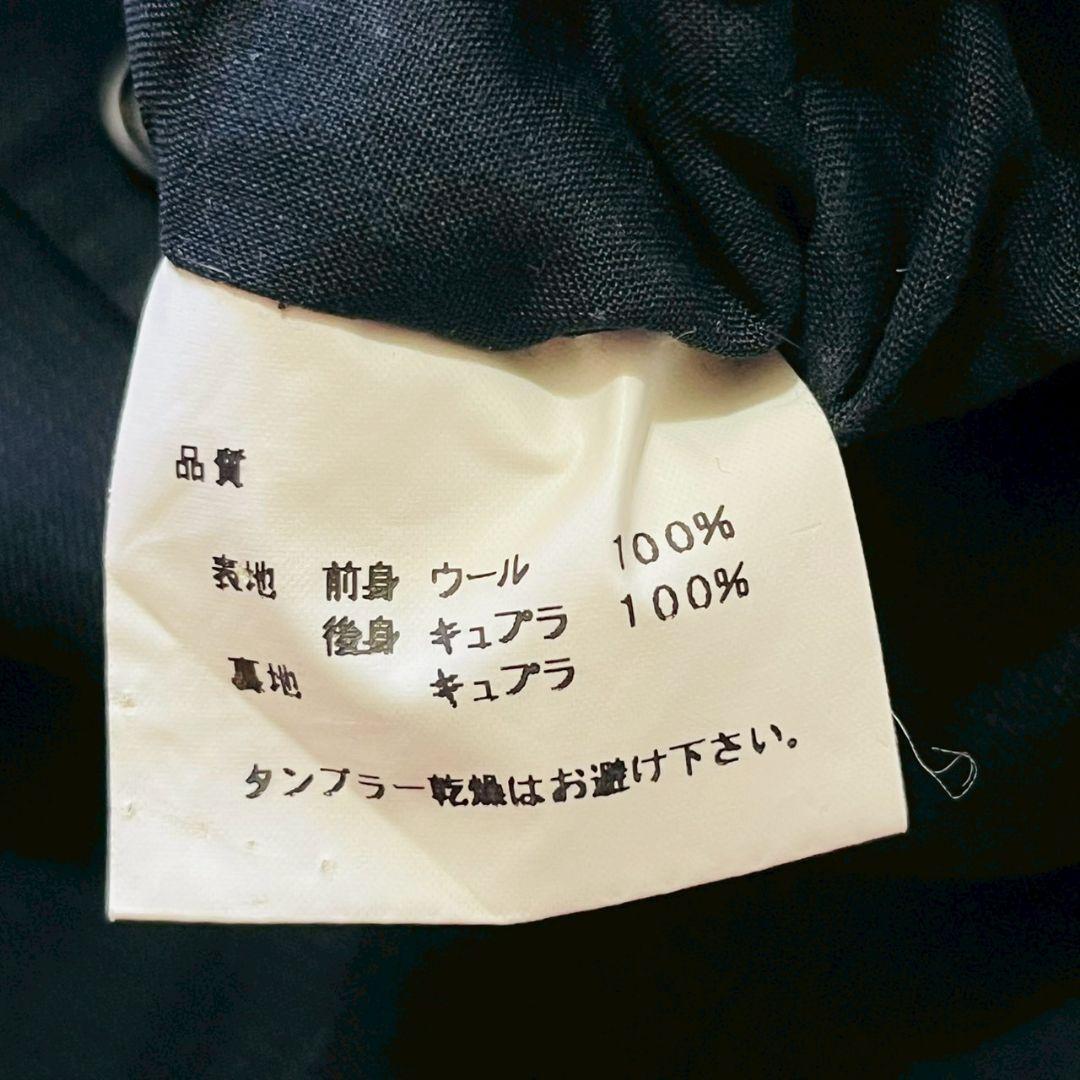 品質
表地 前身 ウール 100%
後身 キュプラ 100%
裏地 キュプラ
タンブラー乾燥はお避け下さい。